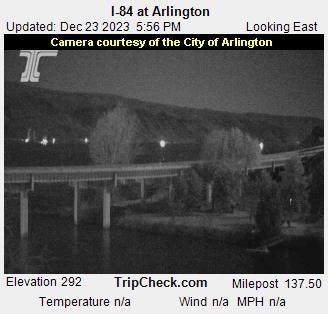 I-84 at Arlington
Updated: Dec 23 2023 5:56 PM Looking East
Camera courtesy of the City of Arlington
Elevation 292 TripCheck.com Milepost 137.50
Temperature n/a Wind n/a MPH n/a